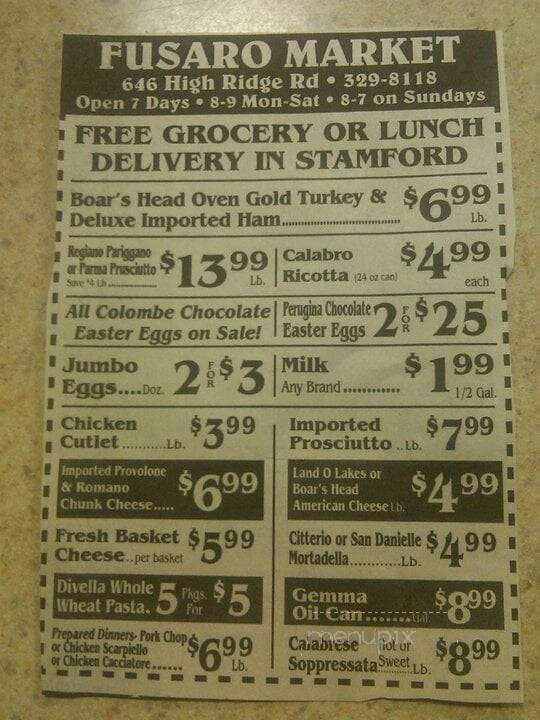 FUSARO MARKET
646 High Ridge Rd • 329-8118
Open 7 Days • 8-9 Mon-Sat • 8-7 on Sundays
FREE GROCERY OR LUNCH
DELIVERY IN STAMFORD
Boar's Head Oven Gold Turkey &
Deluxe Imported Ham
$6.99 Lb.
Regiano Pariggano
or Parma Prusciutto
Save $4 Lb
$13.99 Lb.
Calabro
Ricotta (24 oz can)
$4.99 each
All Colombe Chocolate
Easter Eggs on Sale!
Perugina Chocolate
Easter Eggs
2 FOR $25
Jumbo
Eggs....Doz.
2 FOR $3
Milk
Any Brand
$1.99 1/2 Gal.
Chicken
Cutlet...........Lb.
$3.99
Imported
Prosciutto .. Lb.
$7.99
Imported Provolone
& Romano
Chunk Cheese.....
$6.99
Land O Lakes or
Boar's Head
American Cheese Lb.
$4.99
Fresh Basket
Cheese.. per basket
$5.99
Citterio or San Danielle
Mortadella...........Lb.
$4.99
Divella Whole
Wheat Pasta.
5 Pkgs. For $5
Gemma
Oil Can........Gal.
$8.99
Prepared Dinners- Pork Chop
or Chicken Scarpiello
or Chicken Cacciatore ......
$6.99 Lb.
Calabrese Hot or
Soppressata Sweet Lb.
$8.99
menupix